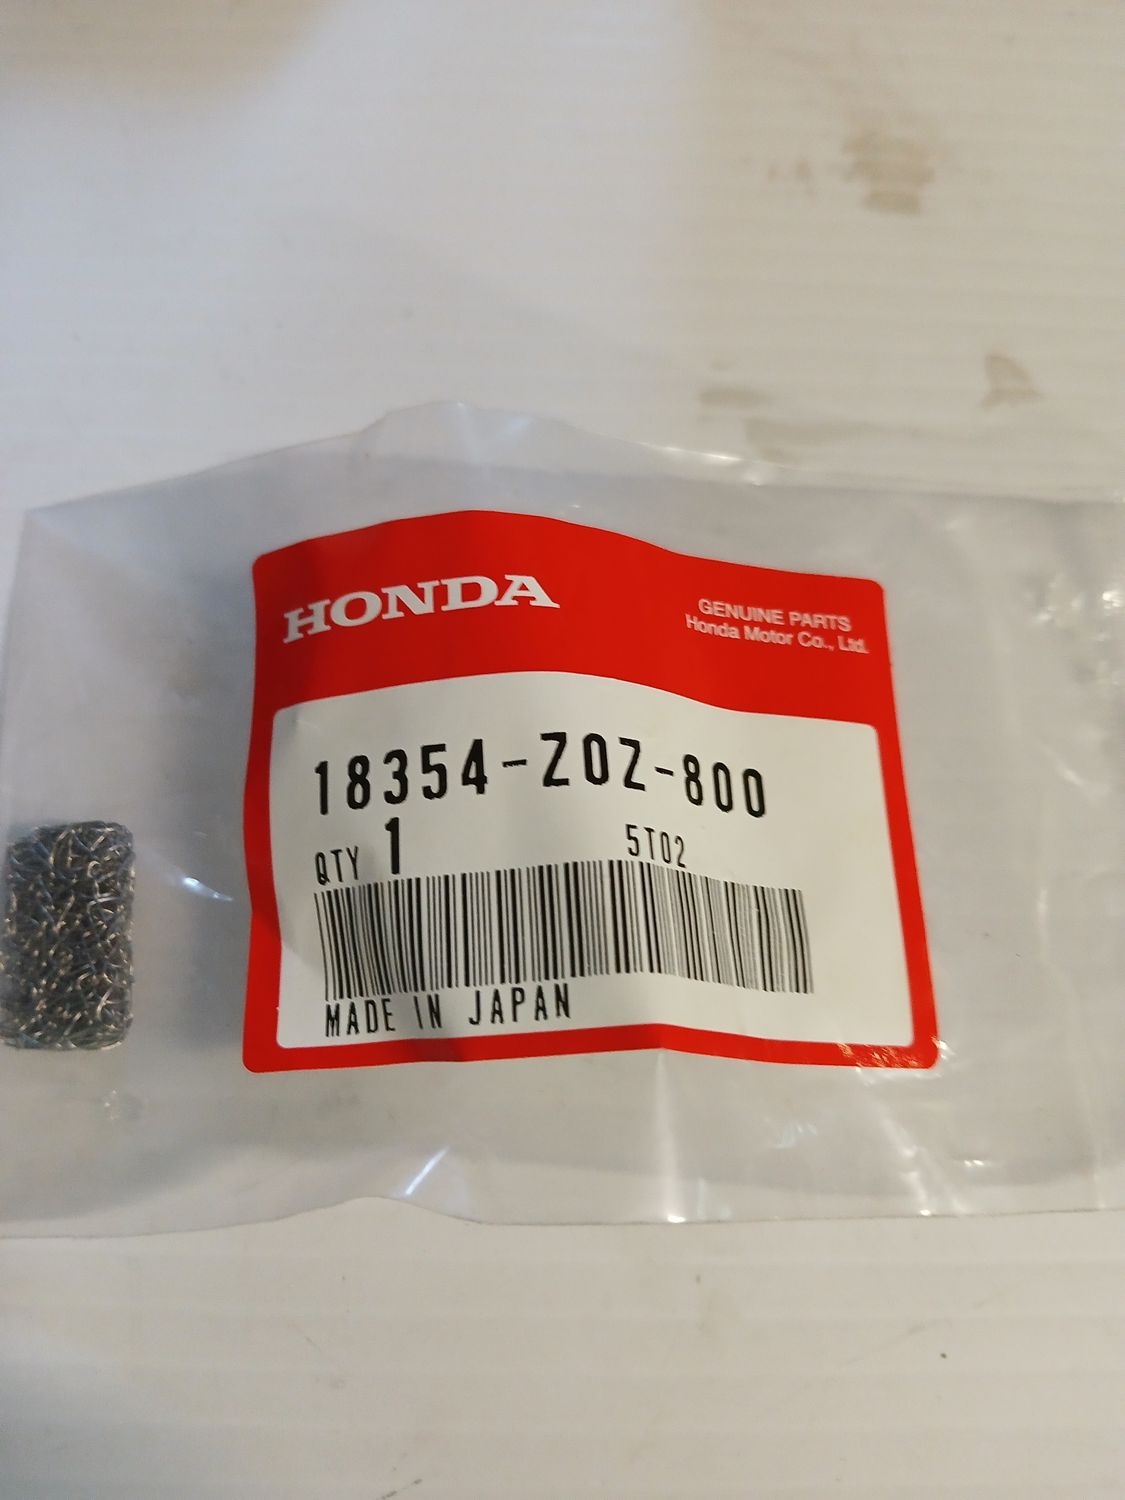 HONDA
GENUINE PARTS
Honda Motor Co., Ltd.
18354-Z0Z-800
QTY 1 5T02
MADE IN JAPAN